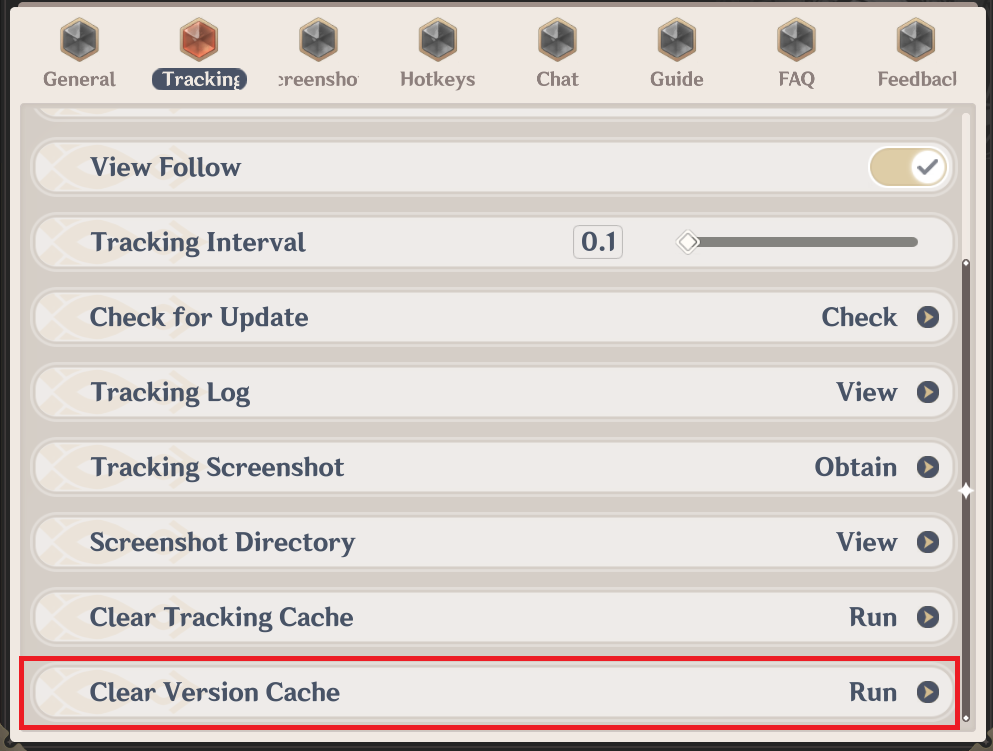 General Tracking creensho Hotkeys Chat Guide FAQ Feedbac
View Follow
Tracking Interval 0.1
Check for Update Check
Tracking Log View
Tracking Screenshot Obtain
Screenshot Directory View
Clear Tracking Cache Run
Clear Version Cache Run